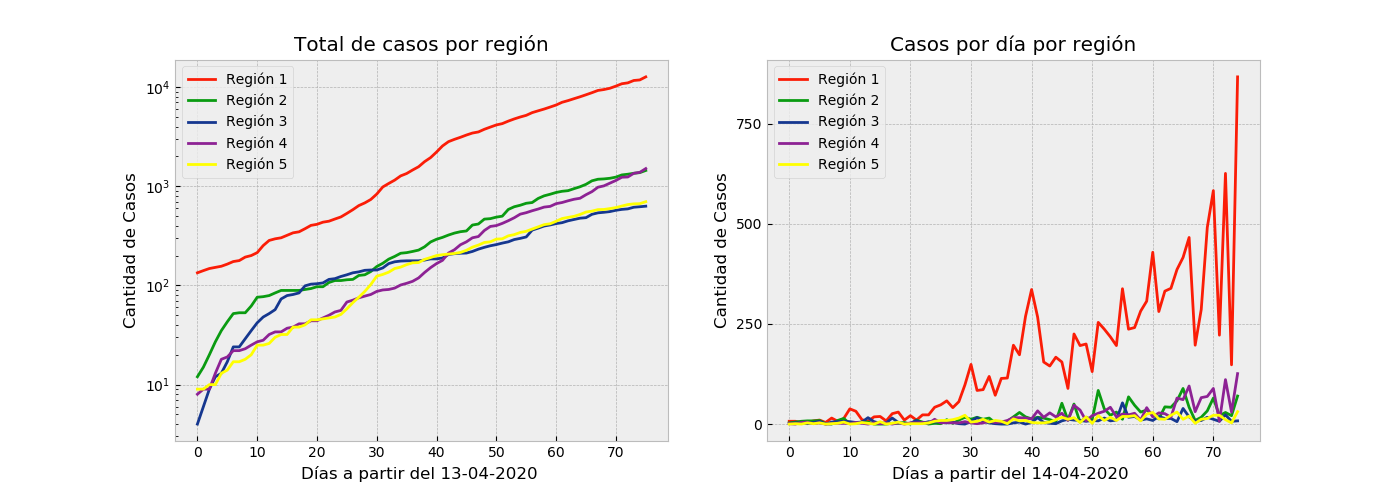 Total de casos por región
Región 1
Región 2
Región 3
Región 4
Región 5
10⁴
10³
10²
10¹
Cantidad de Casos
0 10 20 30 40 50 60 70
Días a partir del 13-04-2020
Casos por día por región
Región 1
Región 2
Región 3
Región 4
Región 5
750
500
250
0
Cantidad de Casos
0 10 20 30 40 50 60 70
Días a partir del 14-04-2020